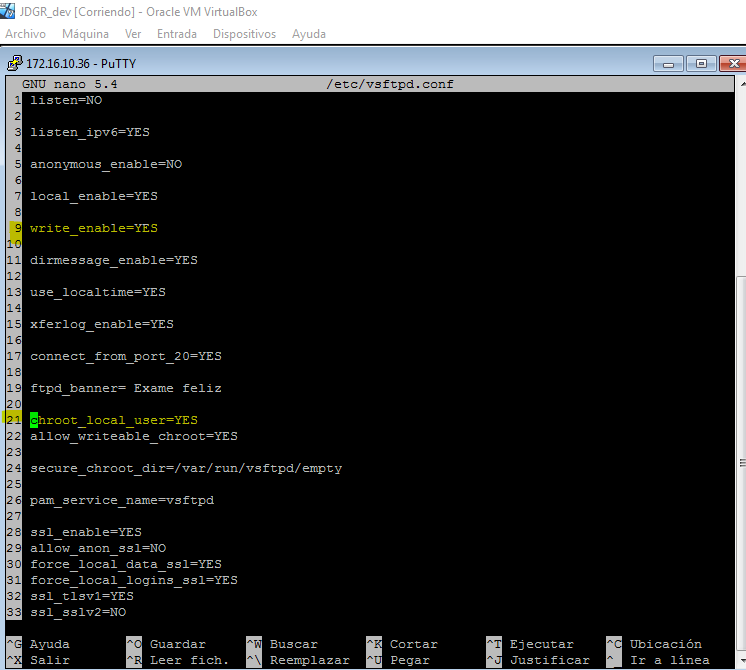 JDGR_dev [Corriendo] - Oracle VM VirtualBox
Archivo Máquina Ver Entrada Dispositivos Ayuda
172.16.10.36 - PuTTY
GNU nano 5.4 /etc/vsftpd.conf
1 listen=NO
2
3 listen_ipv6=YES
4
5 anonymous_enable=NO
6
7 local_enable=YES
8
9 write_enable=YES
10
11 dirmessage_enable=YES
12
13 use_localtime=YES
14
15 xferlog_enable=YES
16
17 connect_from_port_20=YES
18
19 ftpd_banner= Exame feliz
20
21 chroot_local_user=YES
22 allow_writeable_chroot=YES
23
24 secure_chroot_dir=/var/run/vsftpd/empty
25
26 pam_service_name=vsftpd
27
28 ssl_enable=YES
29 allow_anon_ssl=NO
30 force_local_data_ssl=YES
31 force_local_logins_ssl=YES
32 ssl_tlsv1=YES
33 ssl_sslv2=NO
^G Ayuda ^O Guardar ^W Buscar ^K Cortar ^T Ejecutar ^C Ubicación
^X Salir ^R Leer fich. ^\ Reemplazar ^U Pegar ^J Justificar ^_ Ir a línea